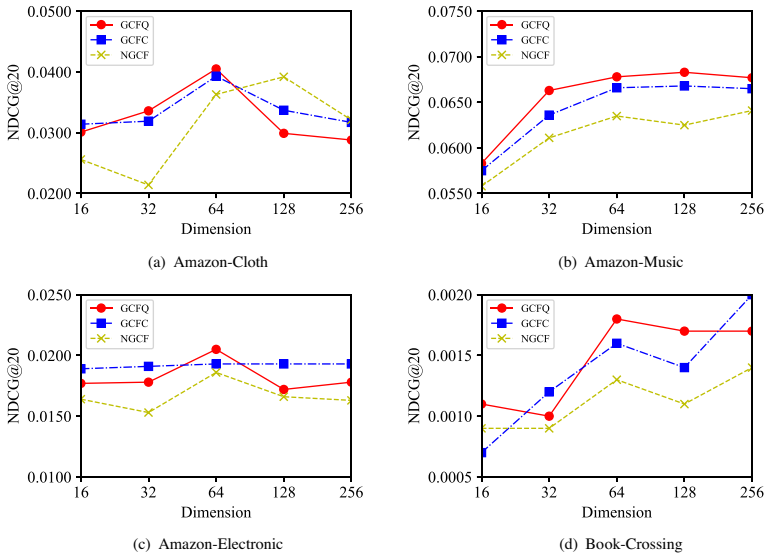 0.0500
0.0400
0.0300
0.0200
NDCG@20
GCFQ
GCFC
NGCF
16 32 64 128 256
Dimension
(a) Amazon-Cloth
0.0750
0.0700
0.0650
0.0600
0.0550
NDCG@20
GCFQ
GCFC
NGCF
16 32 64 128 256
Dimension
(b) Amazon-Music
0.0250
0.0200
0.0150
0.0100
NDCG@20
GCFQ
GCFC
NGCF
16 32 64 128 256
Dimension
(c) Amazon-Electronic
0.0020
0.0015
0.0010
0.0005
NDCG@20
GCFQ
GCFC
NGCF
16 32 64 128 256
Dimension
(d) Book-Crossing